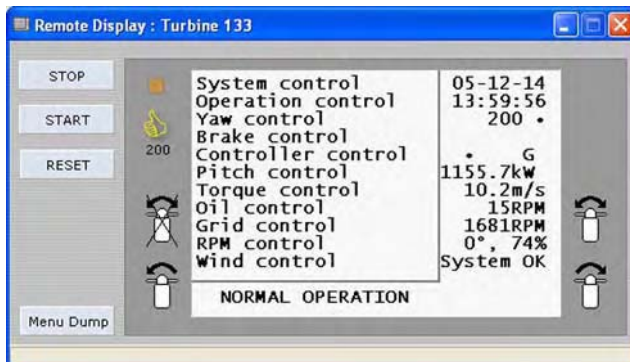 Remote Display : Turbine 133
STOP
START
RESET
Menu Dump
200
System control 05-12-14
Operation control 13:59:56
Yaw control 200 •
Brake control
Controller control • G
Pitch control 1155.7kW
Torque control 10.2m/s
Oil control 15RPM
Grid control 1681RPM
RPM control 0°, 74%
Wind control System OK
NORMAL OPERATION